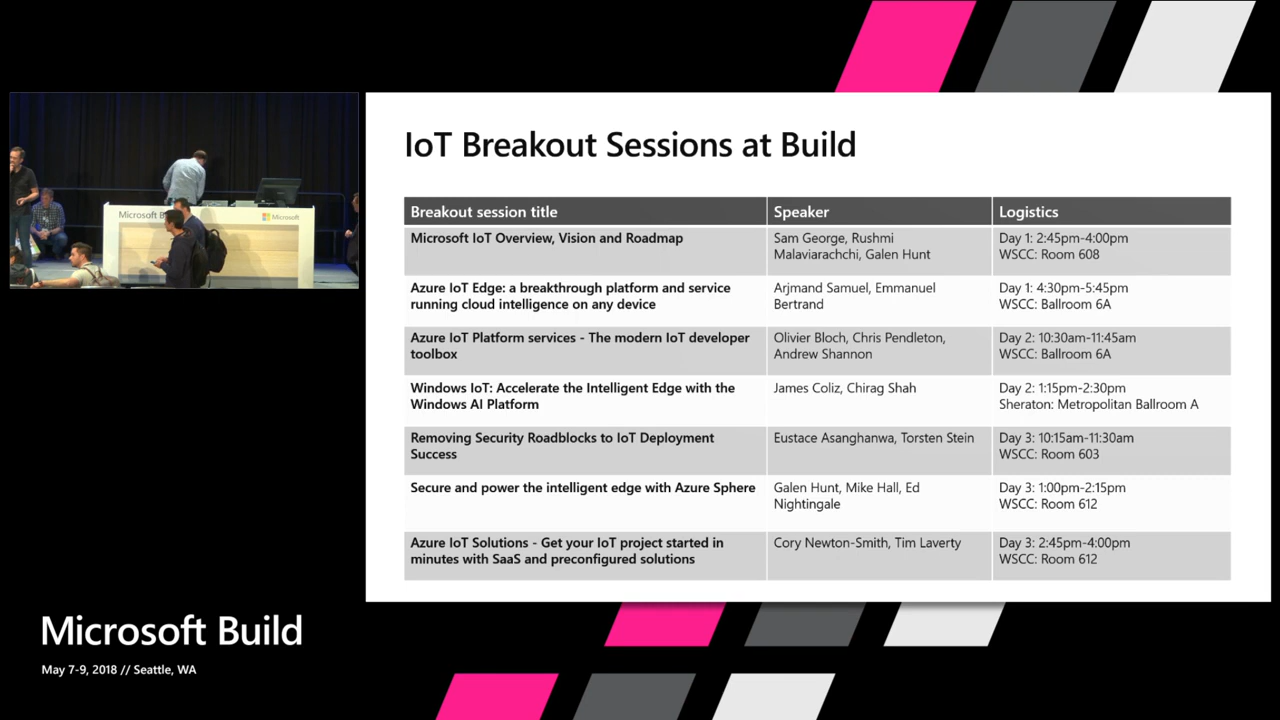 IoT Breakout Sessions at Build
Breakout session title
Speaker
Logistics
Microsoft IoT Overview, Vision and Roadmap
Sam George, Rushmi
Malaviarachchi, Galen Hunt
Day 1: 2:45pm-4:00pm
WSCC: Room 608
Azure IoT Edge: a breakthrough platform and service
running cloud intelligence on any device
Arjmand Samuel, Emmanuel
Bertrand
Day 1: 4:30pm-5:45pm
WSCC: Ballroom 6A
Azure IoT Platform services - The modern IoT developer
toolbox
Olivier Bloch, Chris Pendleton,
Andrew Shannon
Day 2: 10:30am-11:45am
WSCC: Ballroom 6A
Windows IoT: Accelerate the Intelligent Edge with the
Windows AI Platform
James Coliz, Chirag Shah
Day 2: 1:15pm-2:30pm
Sheraton: Metropolitan Ballroom A
Removing Security Roadblocks to IoT Deployment
Success
Eustace Asanghanwa, Torsten Stein
Day 3: 10:15am-11:30am
WSCC: Room 603
Secure and power the intelligent edge with Azure Sphere
Galen Hunt, Mike Hall, Ed
Nightingale
Day 3: 1:00pm-2:15pm
WSCC: Room 612
Azure IoT Solutions - Get your IoT project started in
minutes with SaaS and preconfigured solutions
Cory Newton-Smith, Tim Laverty
Day 3: 2:45pm-4:00pm
WSCC: Room 612
Microsoft
Microsoft
Microsoft Build
May 7-9, 2018 // Seattle, WA